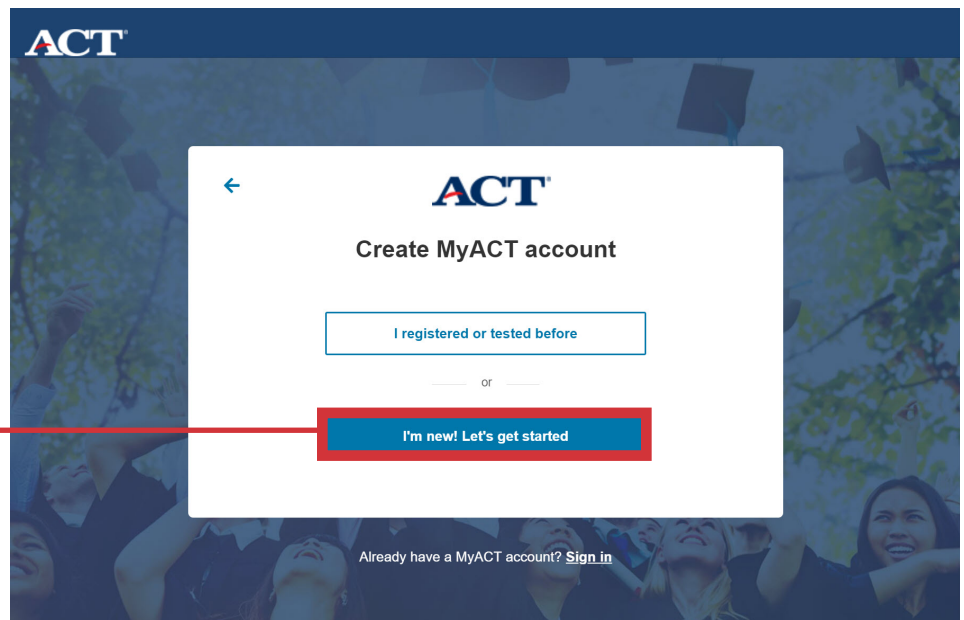 ACT®
ACT®
Create MyACT account
I registered or tested before
or
I'm new! Let's get started
Already have a MyACT account? Sign in